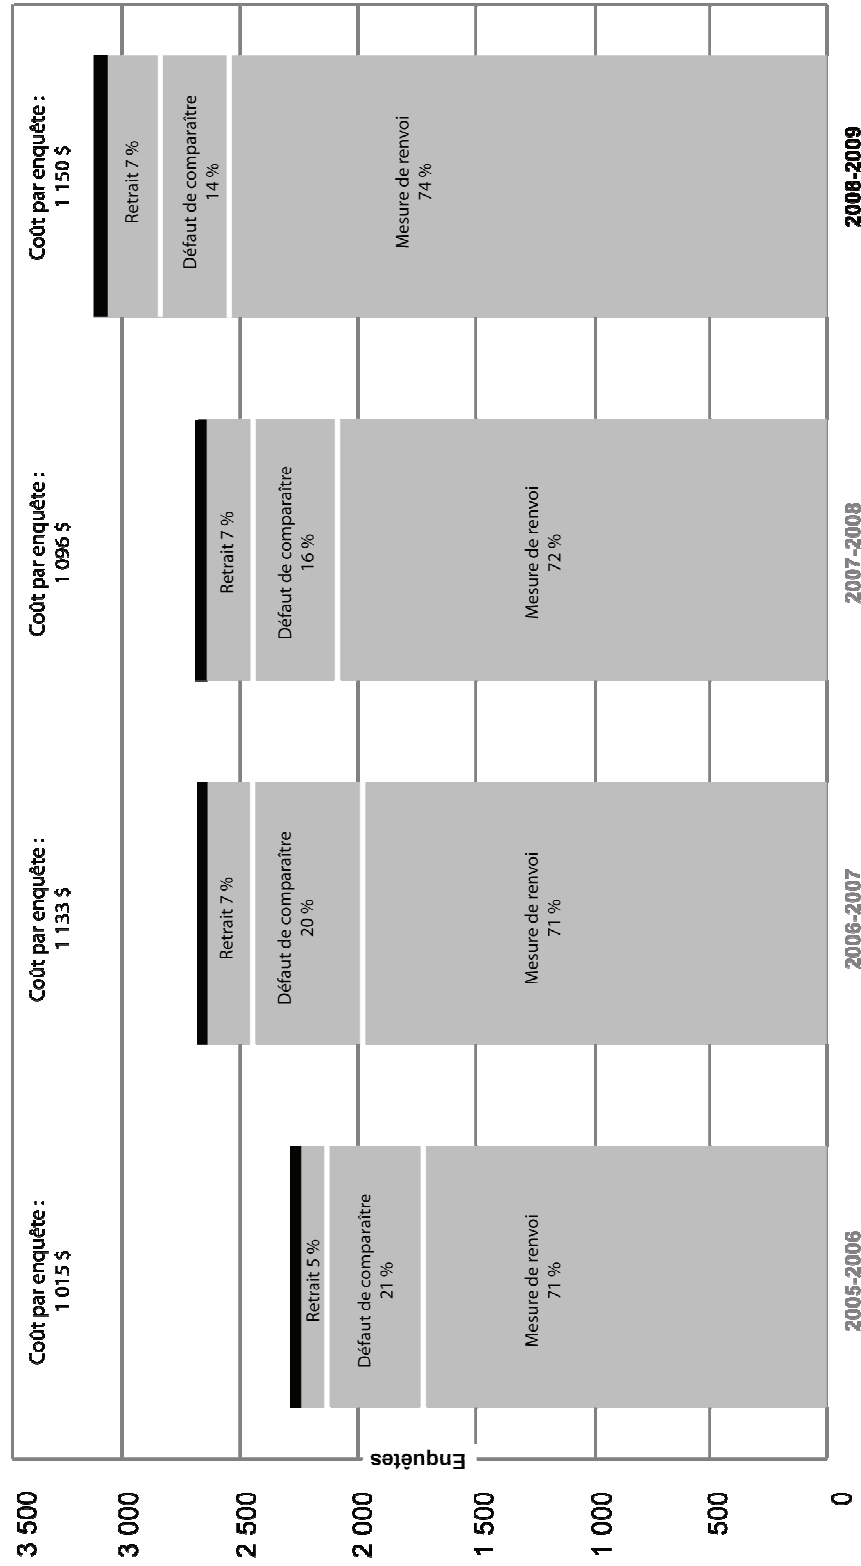 Coût par enquête :
1 015 $
Coût par enquête :
1 133 $
Coût par enquête :
1 096 $
Coût par enquête :
1 150 $
3 500
3 000
2 500
2 000
1 500
1 000
500
0
Enquêtes
Retrait 5 %
Défaut de comparaître
21 %
Mesure de renvoi
71 %
Retrait 7 %
Défaut de comparaître
20 %
Mesure de renvoi
71 %
Retrait 7 %
Défaut de comparaître
16 %
Mesure de renvoi
72 %
Retrait 7 %
Défaut de comparaître
14 %
Mesure de renvoi
74 %
2005-2006
2006-2007
2007-2008
2008-2009